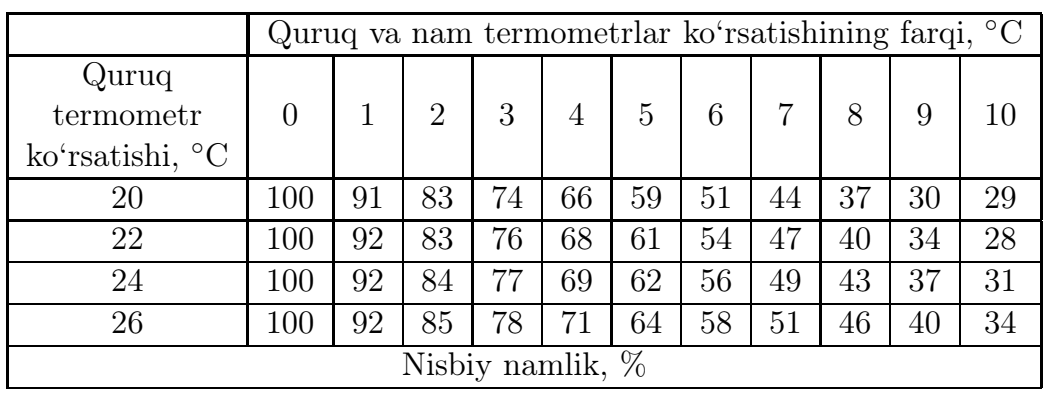 Quruq va nam termometrlar ko‘rsatishining farqi, °C
Quruq
termometr
ko‘rsatishi, °C
0 1 2 3 4 5 6 7 8 9 10
20 100 91 83 74 66 59 51 44 37 30 29
22 100 92 83 76 68 61 54 47 40 34 28
24 100 92 84 77 69 62 56 49 43 37 31
26 100 92 85 78 71 64 58 51 46 40 34
Nisbiy namlik, %